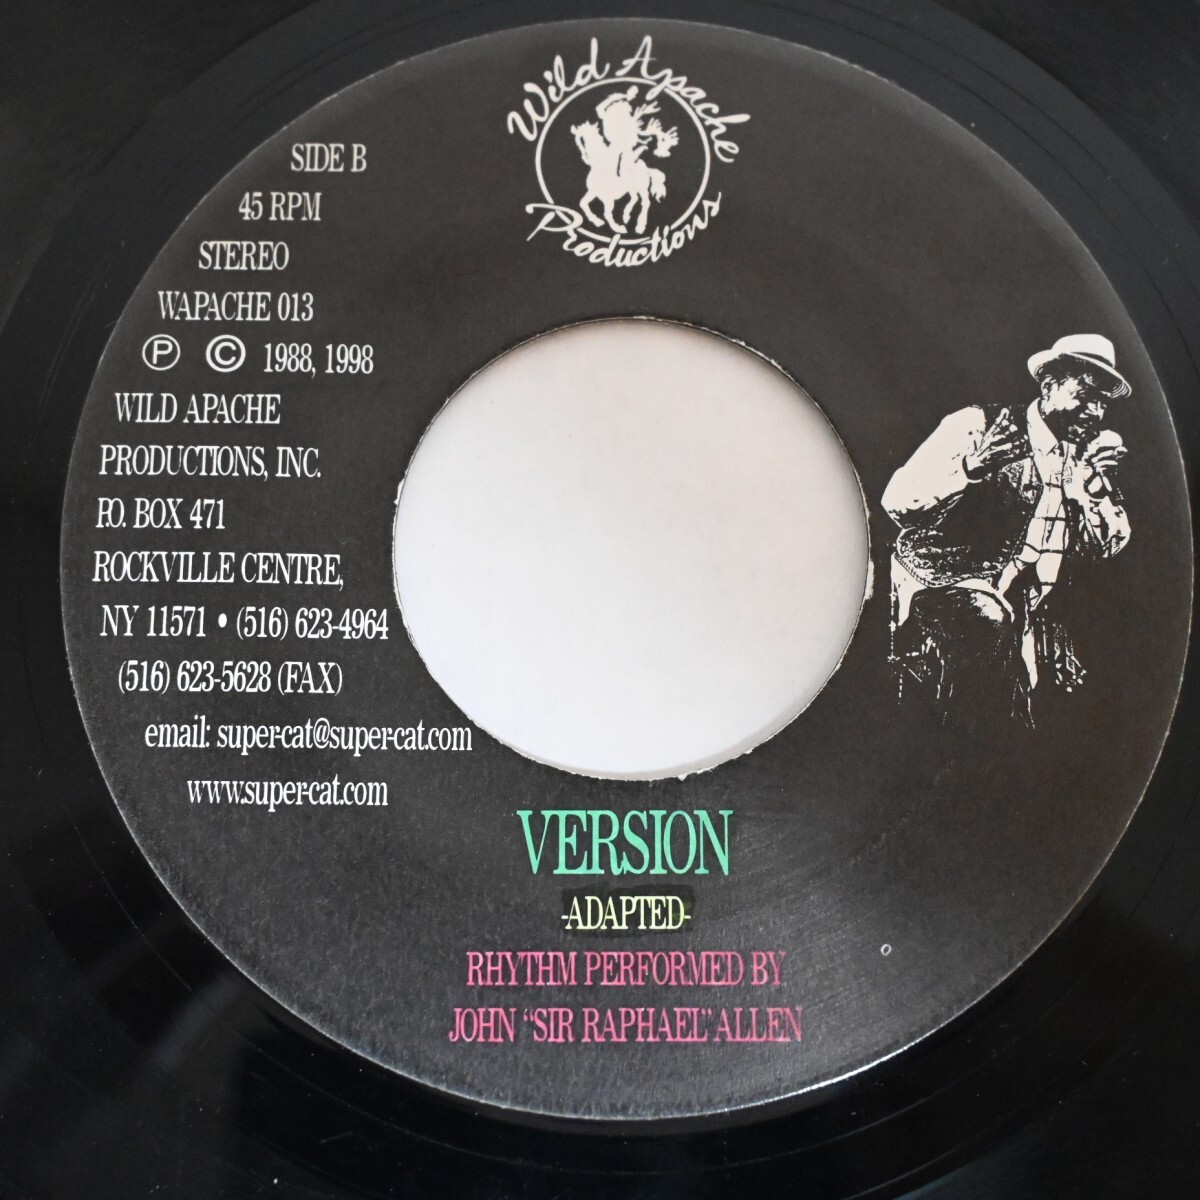 Wild Apache
Productions
SIDE B
45 RPM
STEREO
WAPACHE 013
Ⓟ © 1988, 1998
WILD APACHE
PRODUCTIONS, INC.
P.O. BOX 471
ROCKVILLE CENTRE,
NY 11571 • (516) 623-4964
(516) 623-5628 (FAX)
email: super-cat@super-cat.com
www.super-cat.com
VERSION
-ADAPTED-
RHYTHM PERFORMED BY
JOHN “SIR RAPHAEL” ALLEN